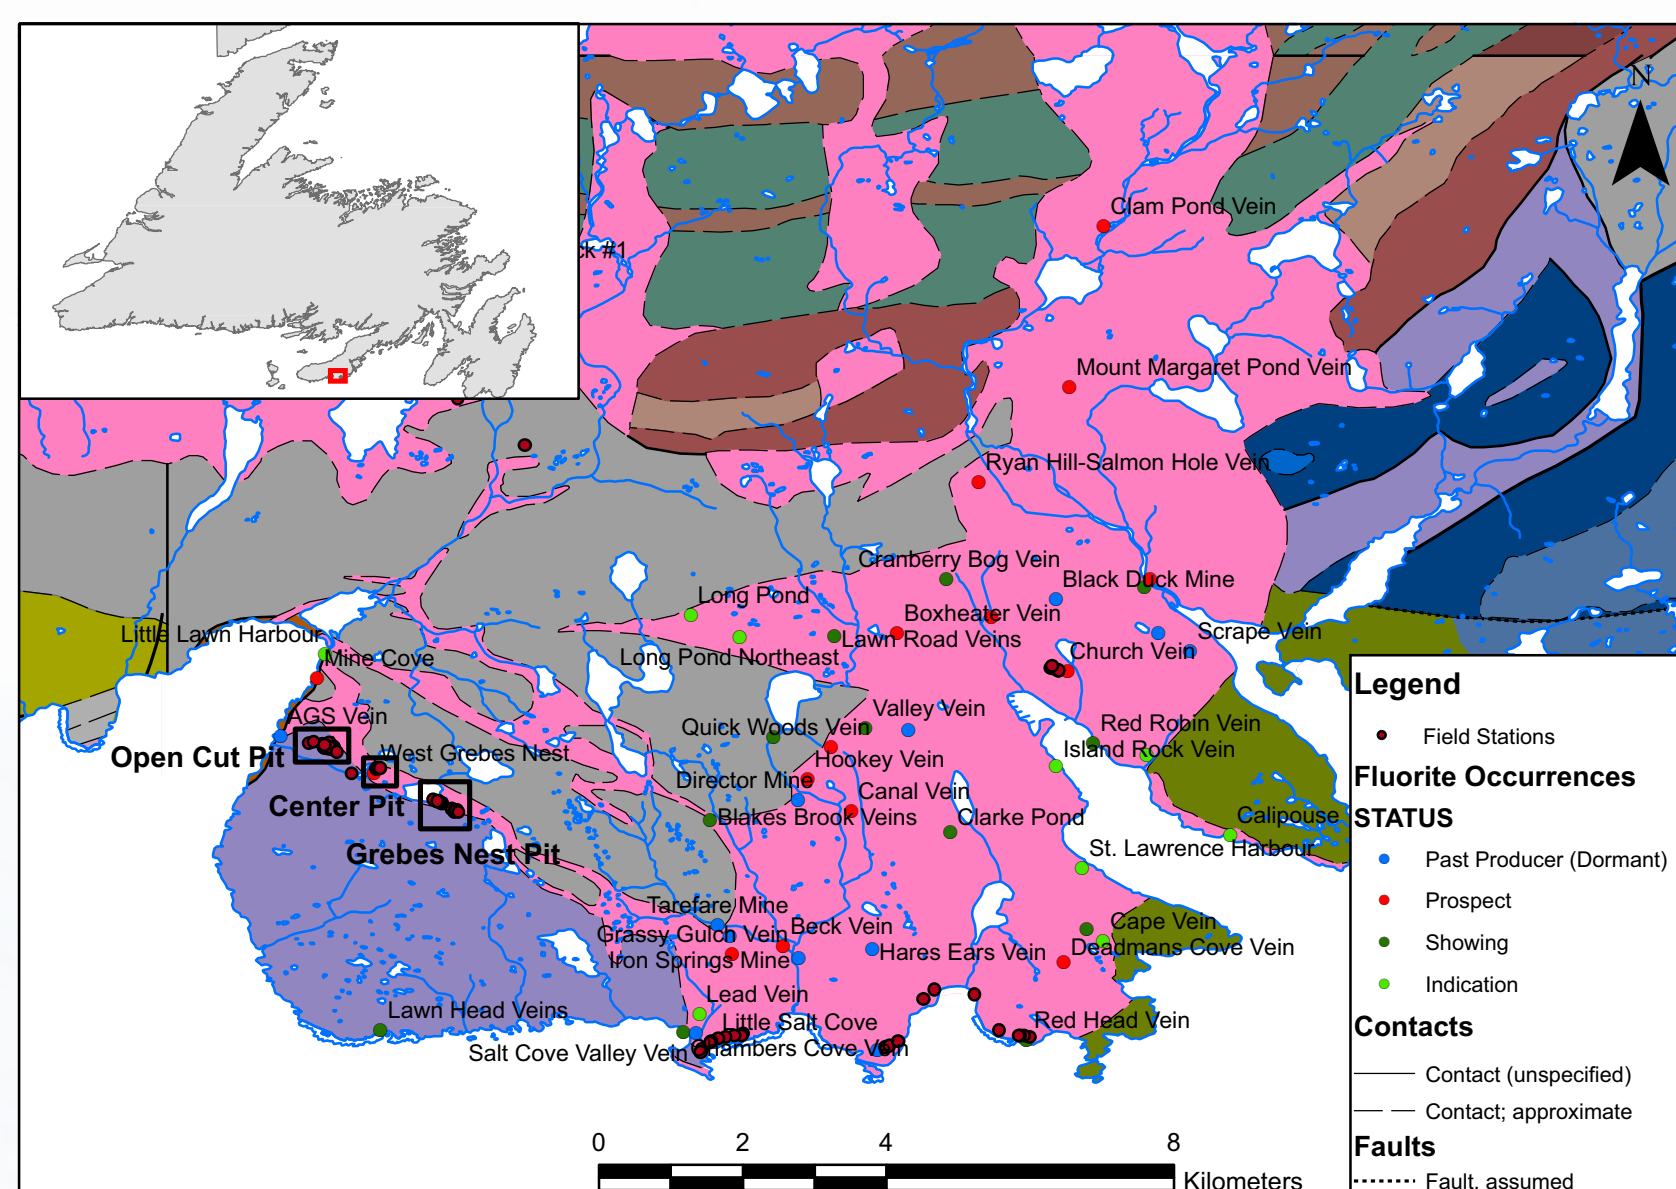 N
Clam Pond Vein
ck #1
Mount Margaret Pond Vein
Ryan Hill-Salmon Hole Vein
Cranberry Bog Vein
Black Duck Mine
Long Pond
Boxheater Vein
Little Lawn Harbour
Lawn Road Veins
Scrape Vein
Mine Cove
Long Pond Northeast
Church Vein
AGS Vein
Valley Vein
Red Robin Vein
Quick Woods Vein
Island Rock Vein
Open Cut Pit
West Grebes Nest
Hookey Vein
Director Mine
Center Pit
Canal Vein
Blakes Brook Veins
Clarke Pond
Calipouse
Grebes Nest Pit
St. Lawrence Harbour
Tarefare Mine
Cape Vein
Grassy Gulch Vein
Beck Vein
Deadmans Cove Vein
Iron Springs Mine
Hares Ears Vein
Lead Vein
Lawn Head Veins
Little Salt Cove
Red Head Vein
Salt Cove Valley Vein
Chambers Cove Vein
0 2 4 8
Kilometers
Legend
Field Stations
Fluorite Occurrences
STATUS
Past Producer (Dormant)
Prospect
Showing
Indication
Contacts
Contact (unspecified)
Contact; approximate
Faults
Fault, assumed